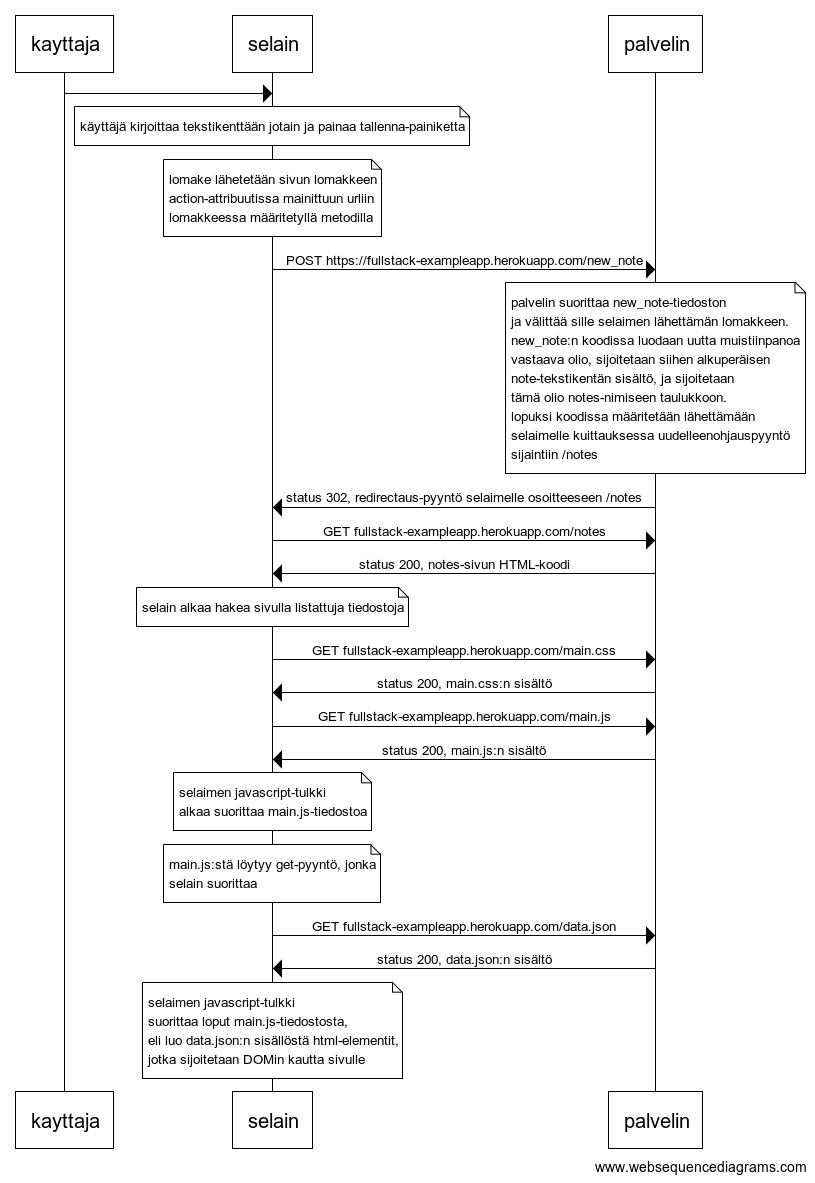 kayttaja
selain
palvelin
käyttäjä kirjoittaa tekstikenttään jotain ja painaa tallenna-painiketta
lomake lähetetään sivun lomakkeen
action-attribuutissa mainittuun urliin
lomakkeessa määritetyllä metodilla
POST https://fullstack-exampleapp.herokuapp.com/new_note
palvelin suorittaa new_note-tiedoston
ja välittää sille selaimen lähettämän lomakkeen.
new_note:n koodissa luodaan uutta muistiinpanoa
vastaava olio, sijoitetaan siihen alkuperäisen
note-tekstikentän sisältö, ja sijoitetaan
tämä olio notes-nimiseen taulukkoon.
lopuksi koodissa määritetään lähettämään
selaimelle kuittauksessa uudelleenohjauspyyntö
sijaintiin /notes
status 302, redirectaus-pyyntö selaimelle osoitteeseen /notes
GET fullstack-exampleapp.herokuapp.com/notes
status 200, notes-sivun HTML-koodi
selain alkaa hakea sivulla listattuja tiedostoja
GET fullstack-exampleapp.herokuapp.com/main.css
status 200, main.css:n sisältö
GET fullstack-exampleapp.herokuapp.com/main.js
status 200, main.js:n sisältö
selaimen javascript-tulkki
alkaa suorittaa main.js-tiedostoa
main.js:stä löytyy get-pyyntö, jonka
selain suorittaa
GET fullstack-exampleapp.herokuapp.com/data.json
status 200, data.json:n sisältö
selaimen javascript-tulkki
suorittaa loput main.js-tiedostosta,
eli luo data.json:n sisällöstä html-elementit,
jotka sijoitetaan DOMin kautta sivulle
kayttaja
selain
palvelin
www.websequencediagrams.com